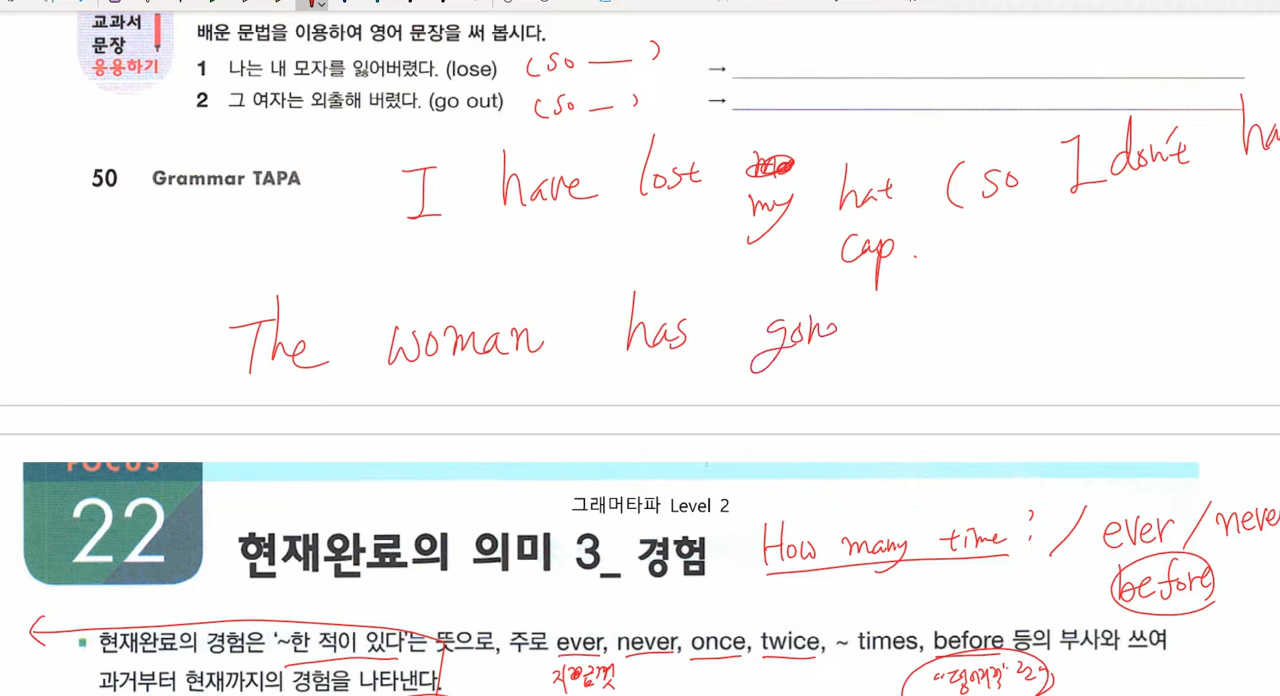 교과서
문장
응용하기
배운 문법을 이용하여 영어 문장을 써 봅시다.
1 나는 내 모자를 잃어버렸다. (lose) (so — ) →
2 그 여자는 외출해 버렸다. (go out) (so — ) →
50 Grammar TAPA
I have lost my hat (so I don't ha
cap.
The woman has gon
FOCUS
22
그래머타파 Level 2
현재완료의 의미 3_ 경험
How many time? / ever / never
before
■ 현재완료의 경험은 '~한 적이 있다'는 뜻으로, 주로 ever, never, once, twice, ~ times, before 등의 부사와 쓰여
과거부터 현재까지의 경험을 나타낸다.